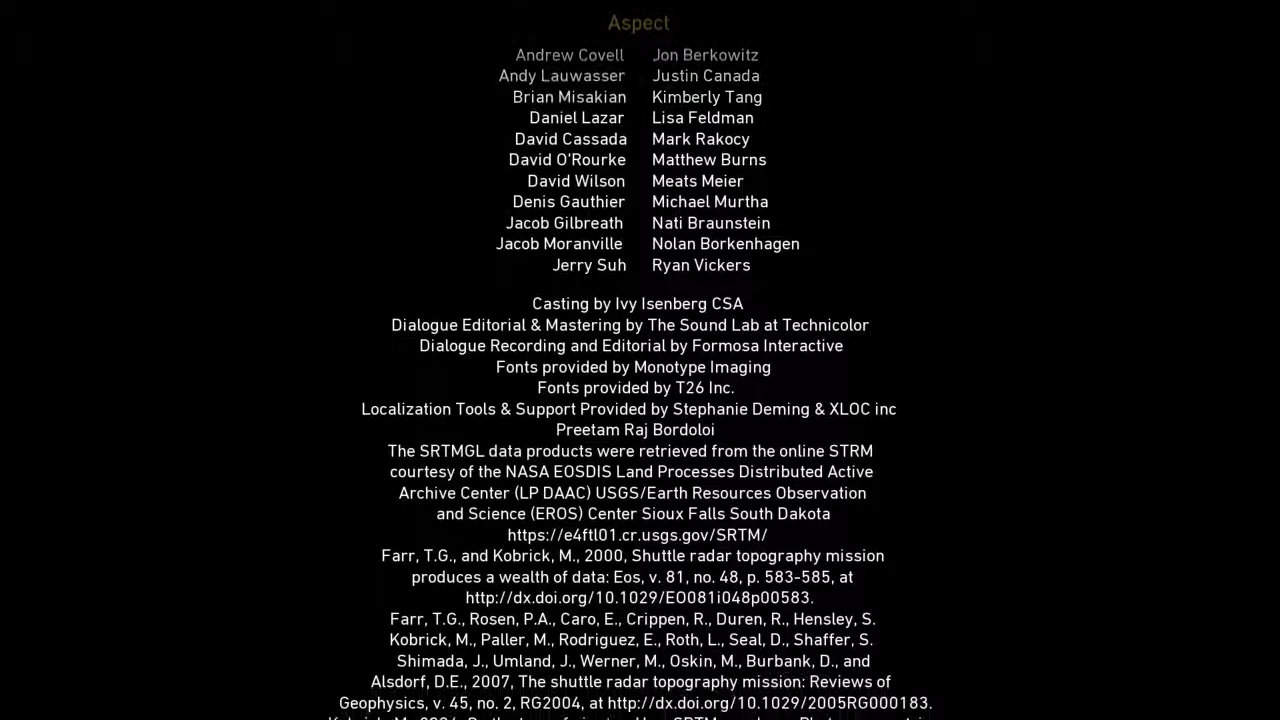 Aspect
Andrew Covell Jon Berkowitz
Andy Lauwasser Justin Canada
Brian Misakian Kimberly Tang
Daniel Lazar Lisa Feldman
David Cassada Mark Rakocy
David O'Rourke Matthew Burns
David Wilson Meats Meier
Denis Gauthier Michael Murtha
Jacob Gilbreath Nati Braunstein
Jacob Moranville Nolan Borkenhagen
Jerry Suh Ryan Vickers
Casting by Ivy Isenberg CSA
Dialogue Editorial & Mastering by The Sound Lab at Technicolor
Dialogue Recording and Editorial by Formosa Interactive
Fonts provided by Monotype Imaging
Fonts provided by T26 Inc.
Localization Tools & Support Provided by Stephanie Deming & XLOC inc
Preetam Raj Bordoloi
The SRTMGL data products were retrieved from the online STRM
courtesy of the NASA EOSDIS Land Processes Distributed Active
Archive Center (LP DAAC) USGS/Earth Resources Observation
and Science (EROS) Center Sioux Falls South Dakota
https://e4ftl01.cr.usgs.gov/SRTM/
Farr, T.G., and Kobrick, M., 2000, Shuttle radar topography mission
produces a wealth of data: Eos, v. 81, no. 48, p. 583-585, at
http://dx.doi.org/10.1029/EO081i048p00583.
Farr, T.G., Rosen, P.A., Caro, E., Crippen, R., Duren, R., Hensley, S.
Kobrick, M., Paller, M., Rodriguez, E., Roth, L., Seal, D., Shaffer, S.
Shimada, J., Umland, J., Werner, M., Oskin, M., Burbank, D., and
Alsdorf, D.E., 2007, The shuttle radar topography mission: Reviews of
Geophysics, v. 45, no. 2, RG2004, at http://dx.doi.org/10.1029/2005RG000183.